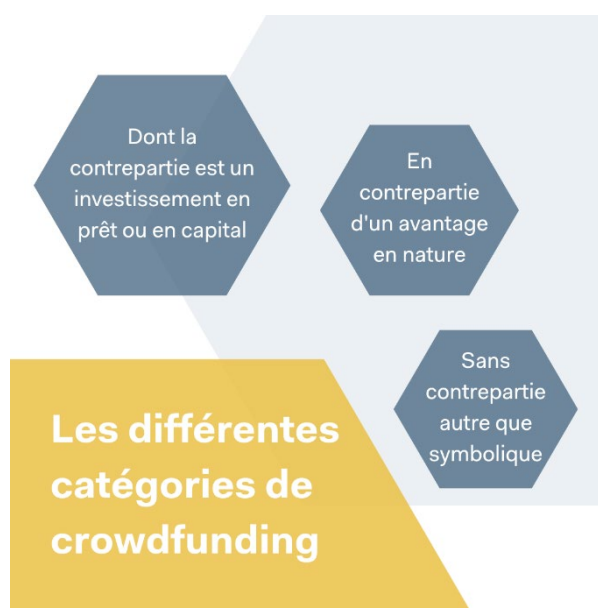 Dont la
contrepartie est un
investissement en
prêt ou en capital
En
contrepartie
d'un avantage
en nature
Sans
contrepartie
autre que
symbolique
Les différentes
catégories de
crowdfunding